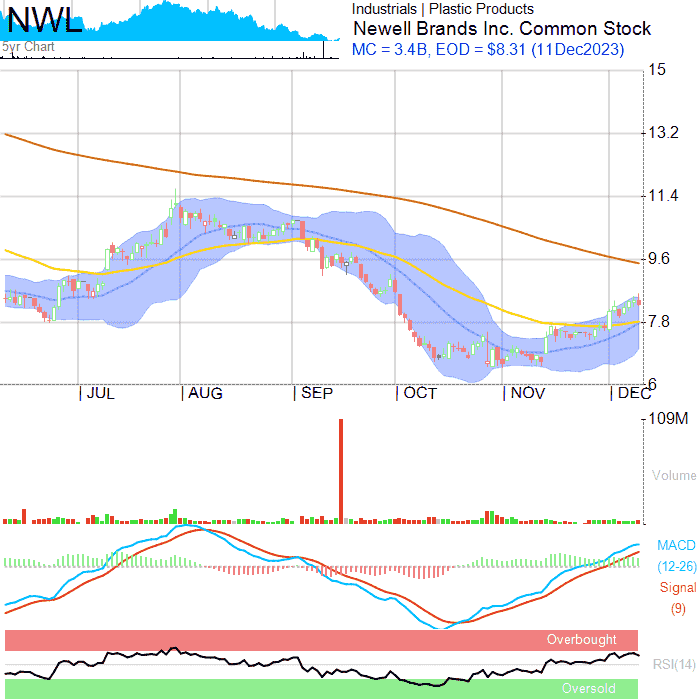 NWL
5yr Chart
Industrials | Plastic Products
Newell Brands Inc. Common Stock
MC = 3.4B, EOD = $8.31 (11Dec2023)
15
13.2
11.4
9.6
7.8
6
JUL
AUG
SEP
OCT
NOV
DEC
109M
Volume
MACD
(12-26)
Signal
(9)
Overbought
RSI(14)
Oversold